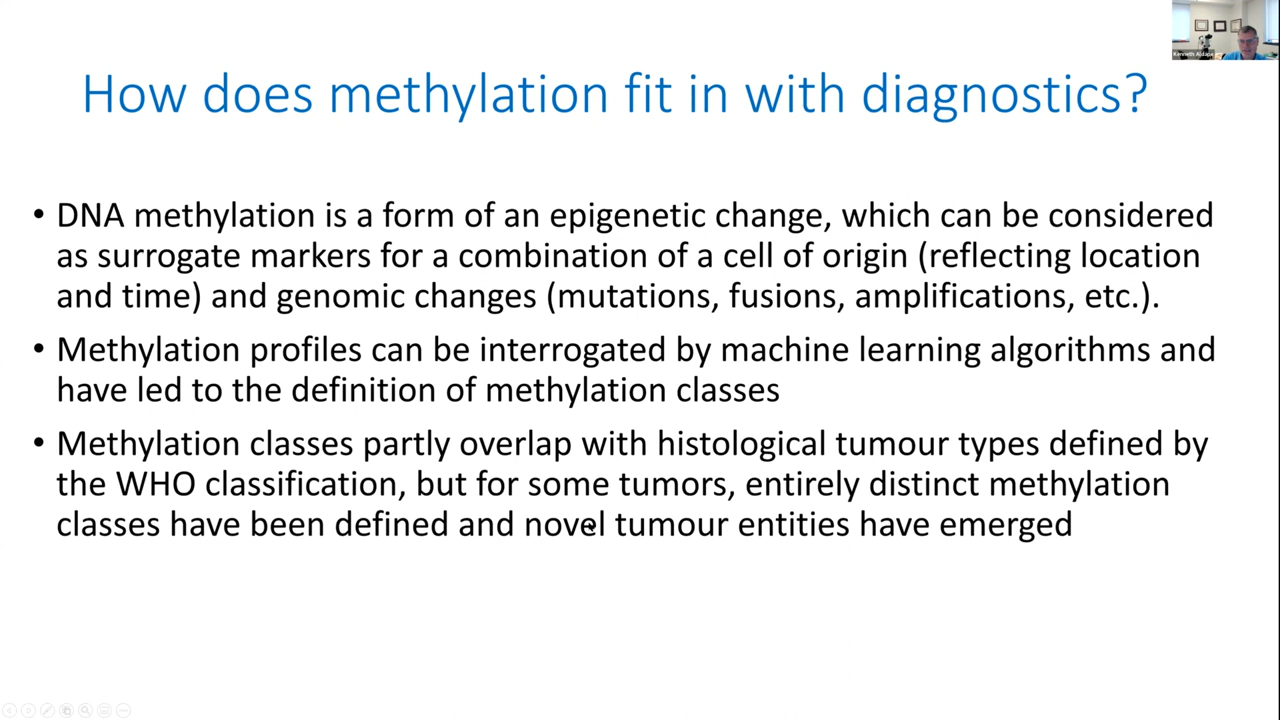 Kenneth Aldape
How does methylation fit in with diagnostics?
• DNA methylation is a form of an epigenetic change, which can be considered
as surrogate markers for a combination of a cell of origin (reflecting location
and time) and genomic changes (mutations, fusions, amplifications, etc.).
• Methylation profiles can be interrogated by machine learning algorithms and
have led to the definition of methylation classes
• Methylation classes partly overlap with histological tumour types defined by
the WHO classification, but for some tumors, entirely distinct methylation
classes have been defined and novel tumour entities have emerged